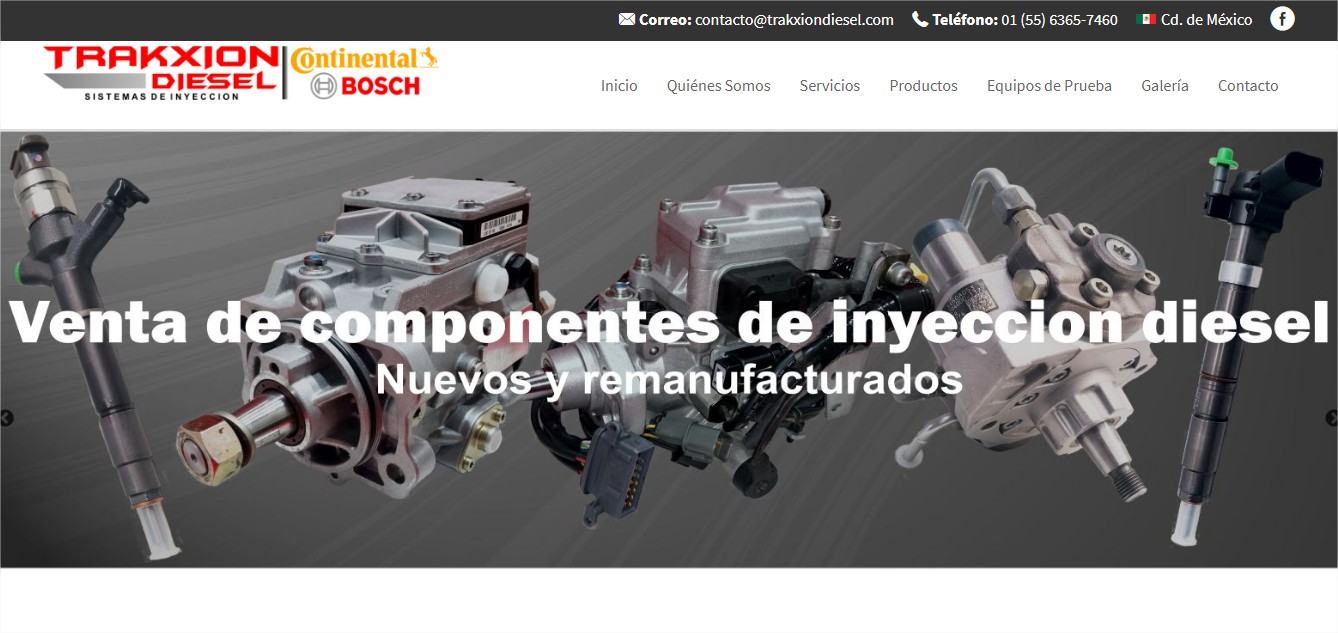 Correo: contacto@trakxiondiesel.com Teléfono: 01 (55) 6365-7460 Cd. de México
TRAKXION
DIESEL
SISTEMAS DE INYECCION
Continental
BOSCH
Inicio Quiénes Somos Servicios Productos Equipos de Prueba Galería Contacto
Venta de componentes de inyeccion diesel
Nuevos y remanufacturados